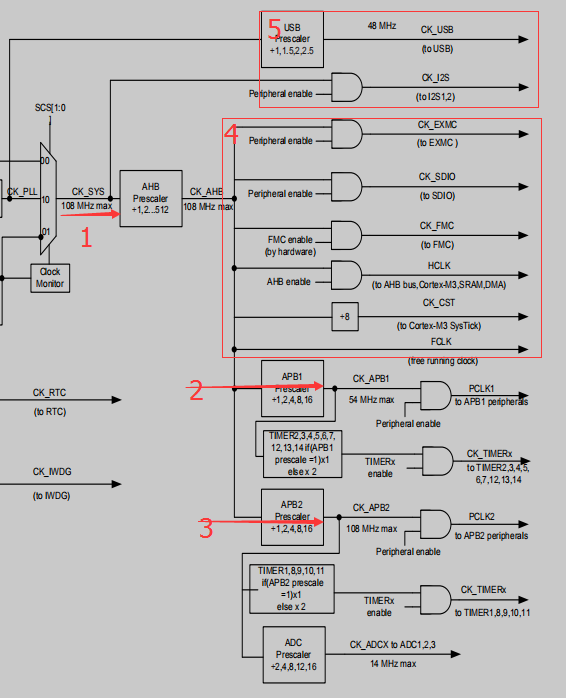 5
USB
Prescaler
÷1,1.5,2,2.5
48 MHz
CK_USB
(to USB)
CK_I2S
Peripheral enable
(to I2S1,2)
SCS[1:0
]
4
CK_EXMC
Peripheral enable
(to EXMC )
00
CK_SDIO
Peripheral enable
(to SDIO)
CK_PLL
10
CK_SYS
108 MHz max
AHB
Prescaler
÷1,2...512
CK_AHB
108 MHz max
1
01
CK_FMC
FMC enable
(by hardware)
(to FMC)
Clock
Monitor
HCLK
AHB enable
(to AHB bus,Cortex-M3,SRAM,DMA)
CK_CST
÷8
(to Cortex-M3 SysTick)
FCLK
(free running clock)
2
APB1
Prescaler
÷1,2,4,8,16
CK_APB1
54 MHz max
PCLK1
to APB1 peripherals
Peripheral enable
CK_RTC
(to RTC)
TIMER2,3,4,5,6,7,
12,13,14 if(APB1
prescale =1)x1
else x 2
TIMERx
enable
CK_TIMERx
to TIMER2,3,4,5,
6,7,12,13,14
CK_IWDG
(to IWDG)
3
APB2
Prescaler
÷1,2,4,8,16
CK_APB2
108 MHz max
PCLK2
to APB2 peripherals
Peripheral enable
TIMER1,8,9,10,11
if(APB2 prescale
=1)x1
else x 2
TIMERx
enable
CK_TIMERx
to TIMER1,8,9,10,11
ADC
Prescaler
÷2,4,8,12,16
CK_ADCX to ADC1,2,3
14 MHz max